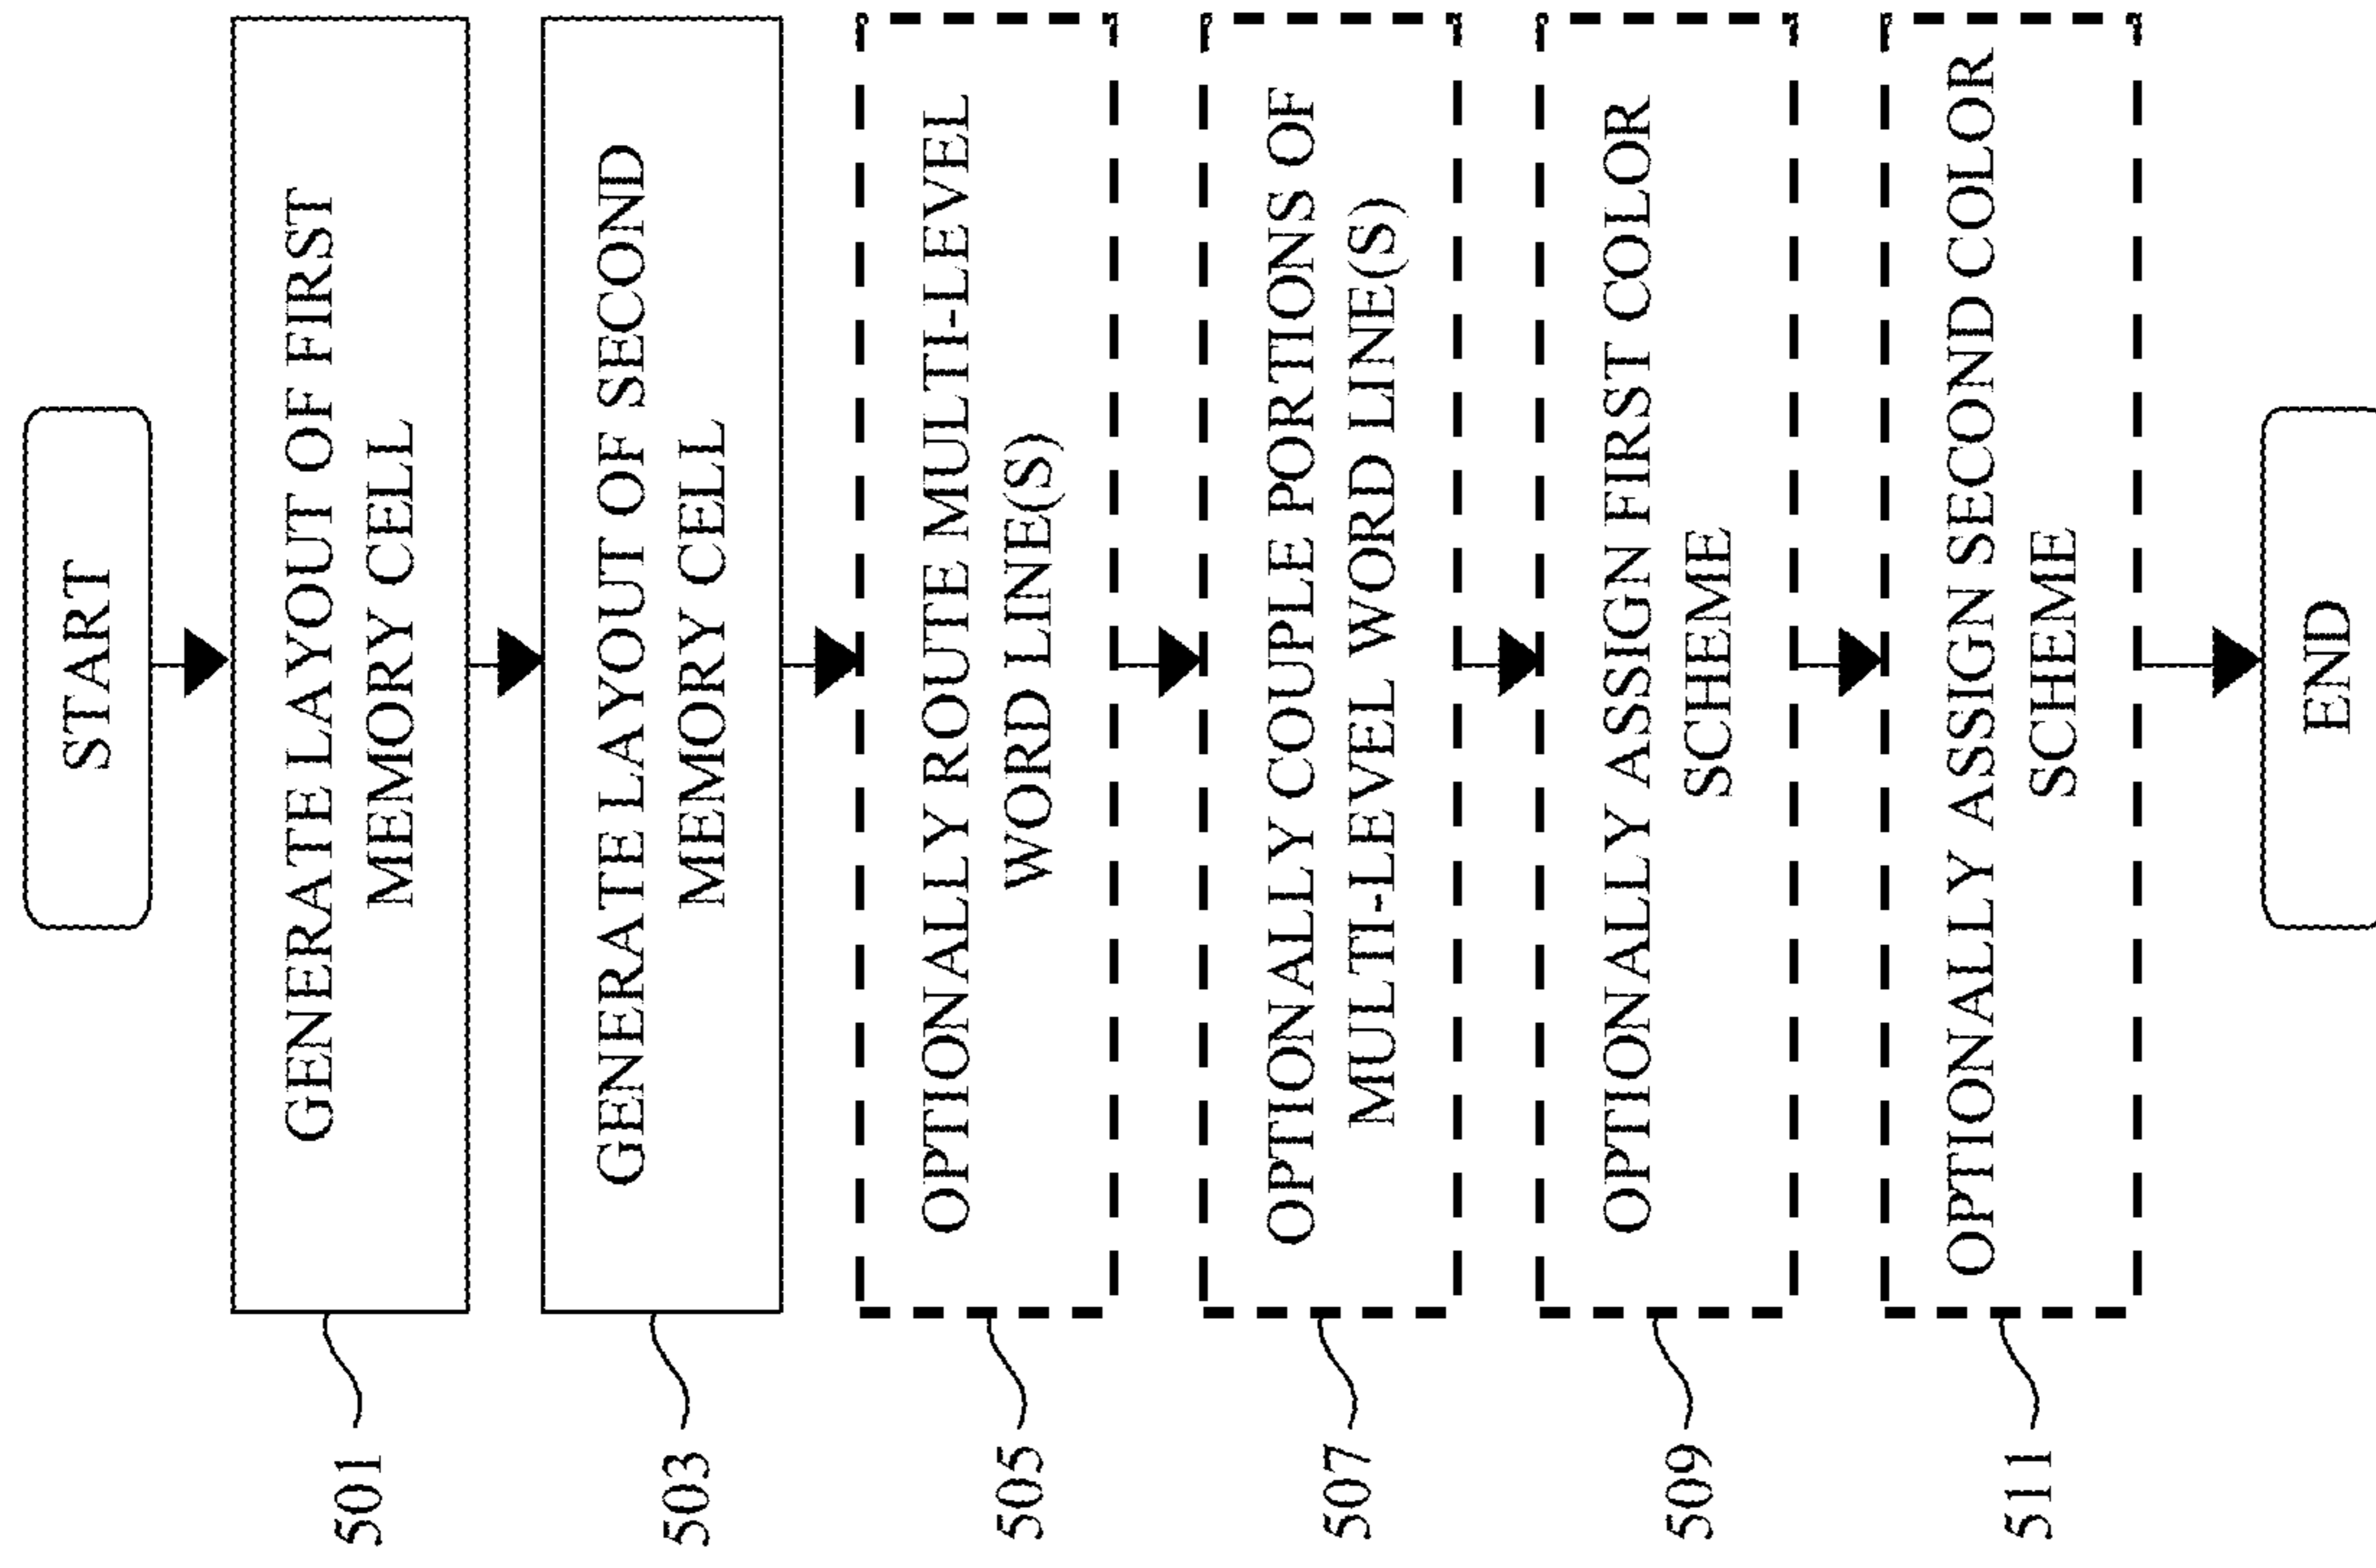 START
501
GENERATE LAYOUT OF FIRST
MEMORY CELL
503
GENERATE LAYOUT OF SECOND
MEMORY CELL
505
OPTIONALLY ROUTE MULTI-LEVEL
WORD LINE(S)
507
OPTIONALLY COUPLE PORTIONS OF
MULTI-LEVEL WORD LINE(S)
509
OPTIONALLY ASSIGN FIRST COLOR
SCHEME
511
OPTIONALLY ASSIGN SECOND COLOR
SCHEME
END